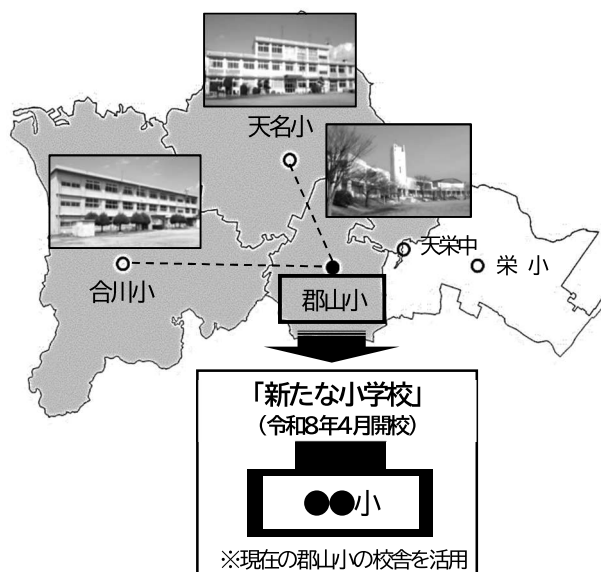 天名小
天栄中
栄 小
合川小
郡山小
「新たな小学校」
（令和8年4月開校）
●●小
※現在の郡山小の校舎を活用